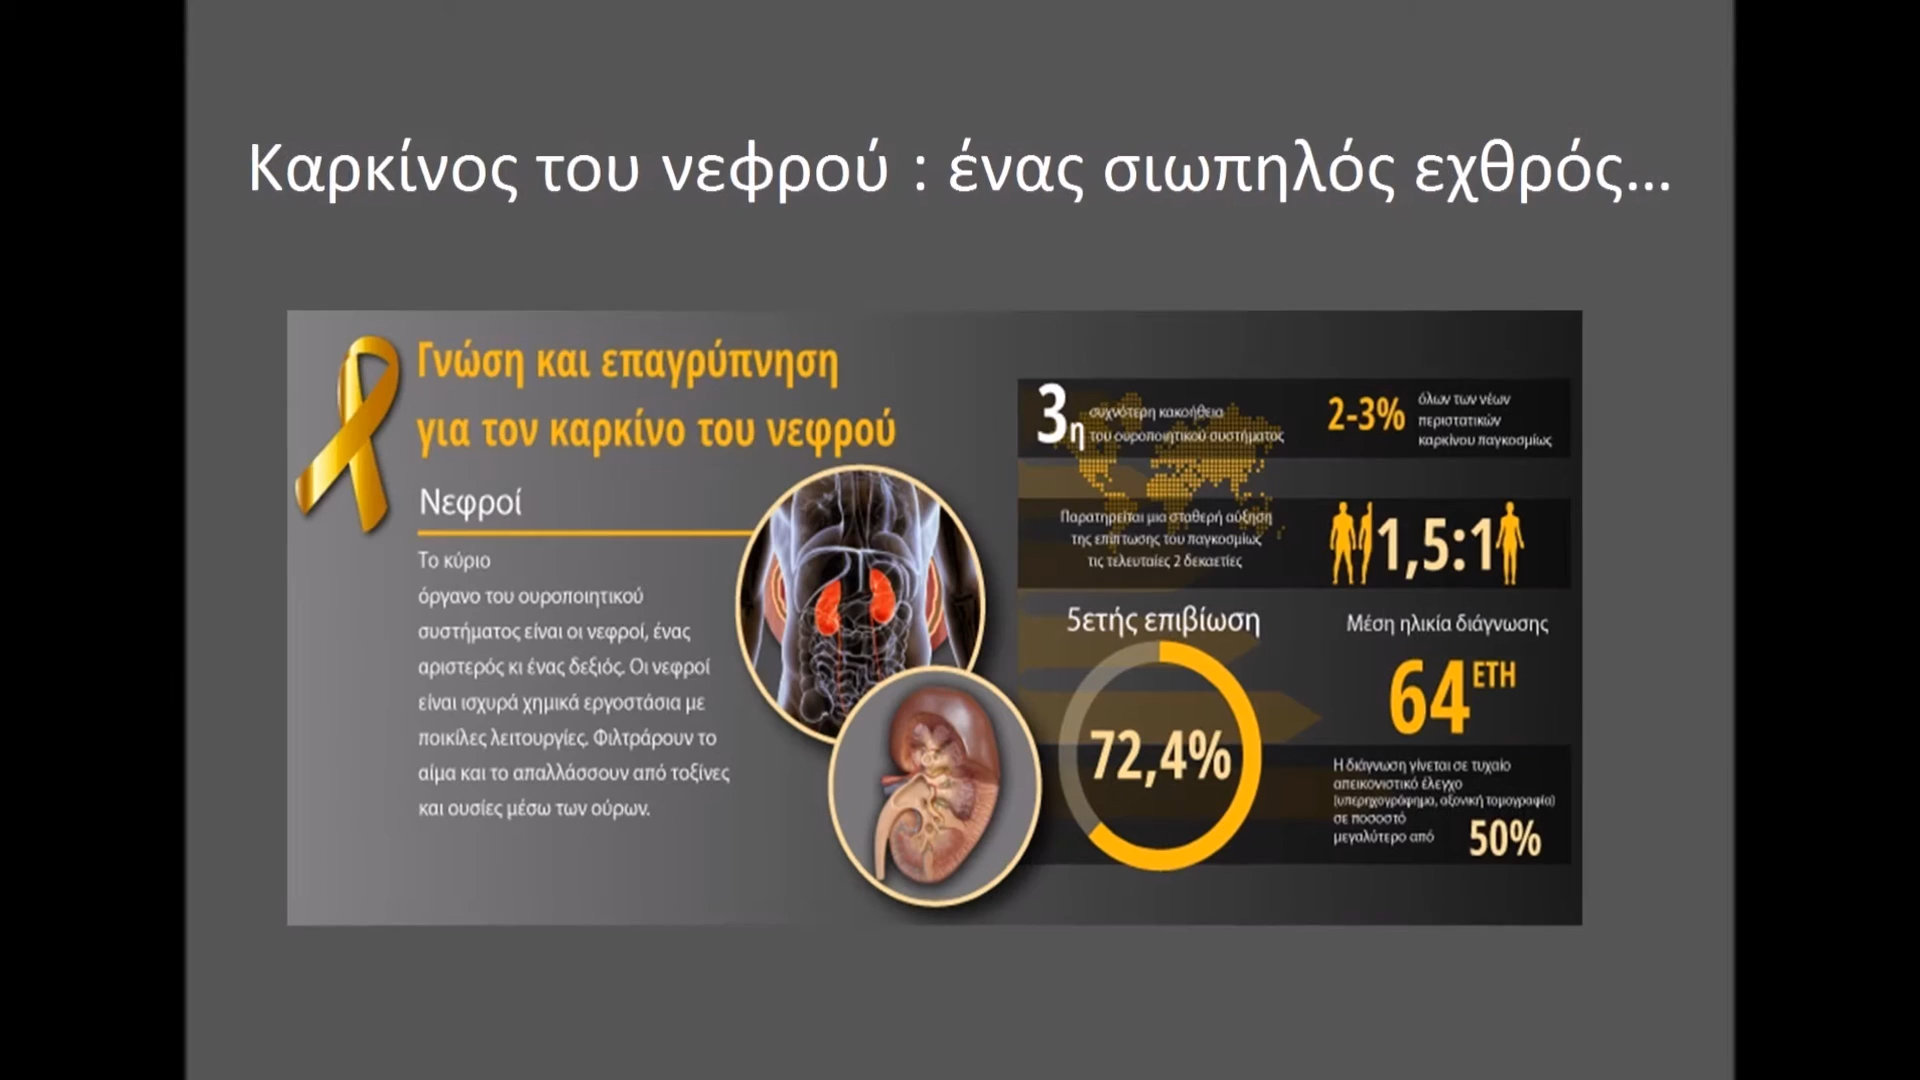 Καρκίνος του νεφρού : ένας σιωπηλός εχθρός...
Γνώση και επαγρύπνηση
για τον καρκίνο του νεφρού
Νεφροί
Το κύριο
όργανο του ουροποιητικού
συστήματος είναι οι νεφροί, ένας
αριστερός κι ένας δεξιός. Οι νεφροί
είναι ισχυρά χημικά εργοστάσια με
ποικίλες λειτουργίες. Φιλτράρουν το
αίμα και το απαλλάσσουν από τοξίνες
και ουσίες μέσω των ούρων.
3η
συχνότερη κακοήθεια
του ουροποιητικού συστήματος
2-3%
όλων των νέων
περιστατικών
καρκίνου παγκοσμίως
Παρατηρείται μια σταθερή αύξηση
της επίπτωσης του παγκοσμίως
τις τελευταίες 2 δεκαετίες
1,5:1
5ετής επιβίωση
72,4%
Μέση ηλικία διάγνωσης
64 ΕΤΗ
Η διάγνωση γίνεται σε τυχαίο
απεικονιστικό έλεγχο
(υπερηχογράφημα, αξονική τομογραφία)
σε ποσοστό
μεγαλύτερο από
50%